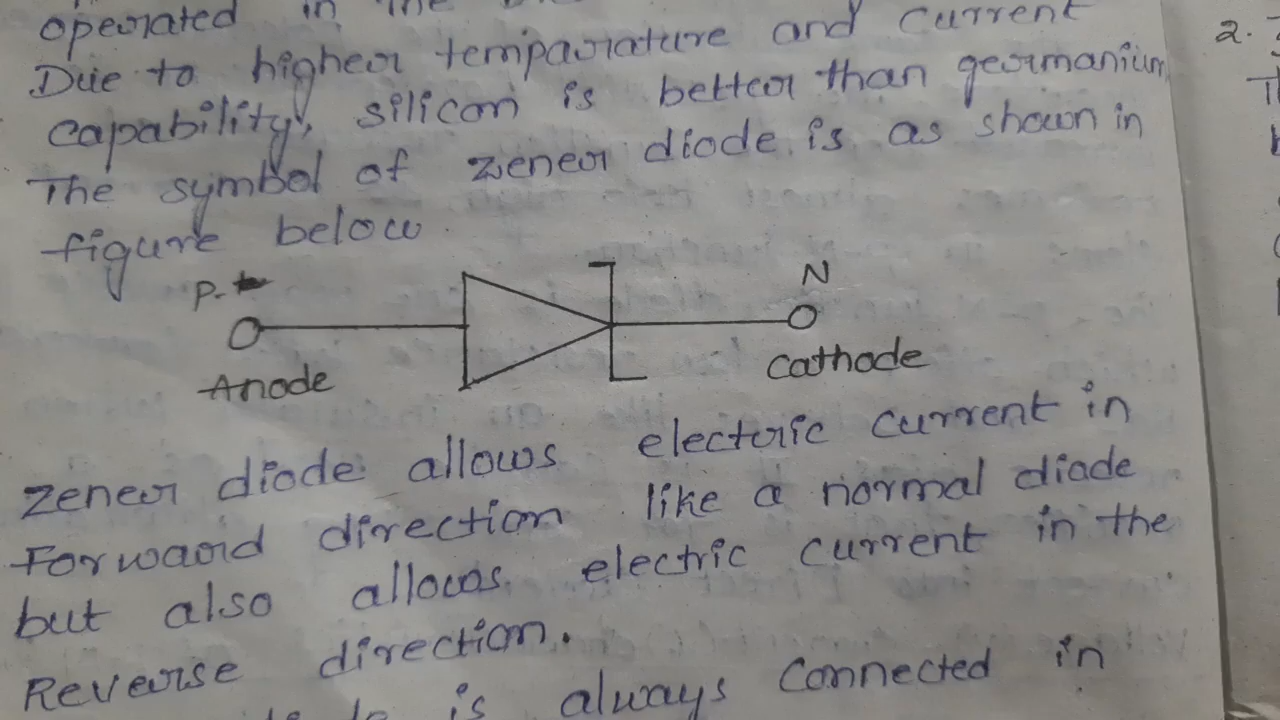 operated in the
Due to higher temparature and current
capability, silicon is better than germanium
The symbol of zener diode is as shown in
figure below.
P-
N
Anode
Cathode
Zener diode allows electric current in
Forward direction like a normal diade
but also allows electric current in the
Reverse direction.
is always connected in
2.